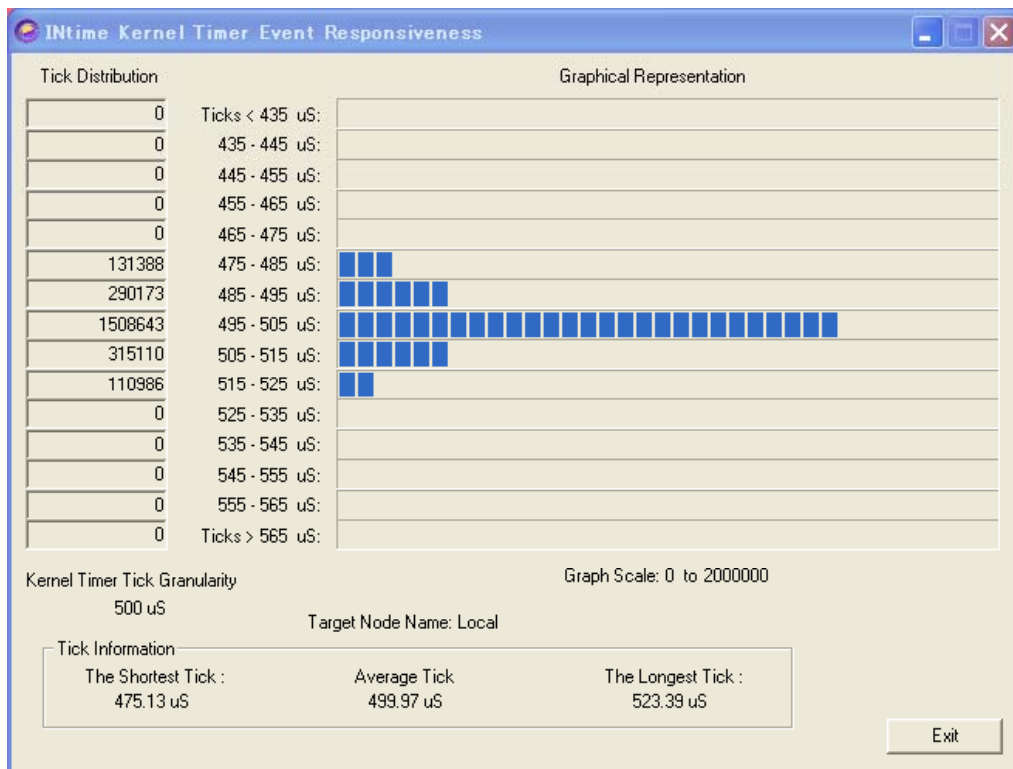 INtime Kernel Timer Event Responsiveness
Tick Distribution Graphical Representation
0 Ticks < 435 uS:
0 435 - 445 uS:
0 445 - 455 uS:
0 455 - 465 uS:
0 465 - 475 uS:
131388 475 - 485 uS:
290173 485 - 495 uS:
1508643 495 - 505 uS:
315110 505 - 515 uS:
110986 515 - 525 uS:
0 525 - 535 uS:
0 535 - 545 uS:
0 545 - 555 uS:
0 555 - 565 uS:
0 Ticks > 565 uS:
Kernel Timer Tick Granularity Graph Scale: 0 to 2000000
500 uS
Target Node Name: Local
Tick Information
The Shortest Tick : Average Tick The Longest Tick :
475.13 uS 499.97 uS 523.39 uS
Exit